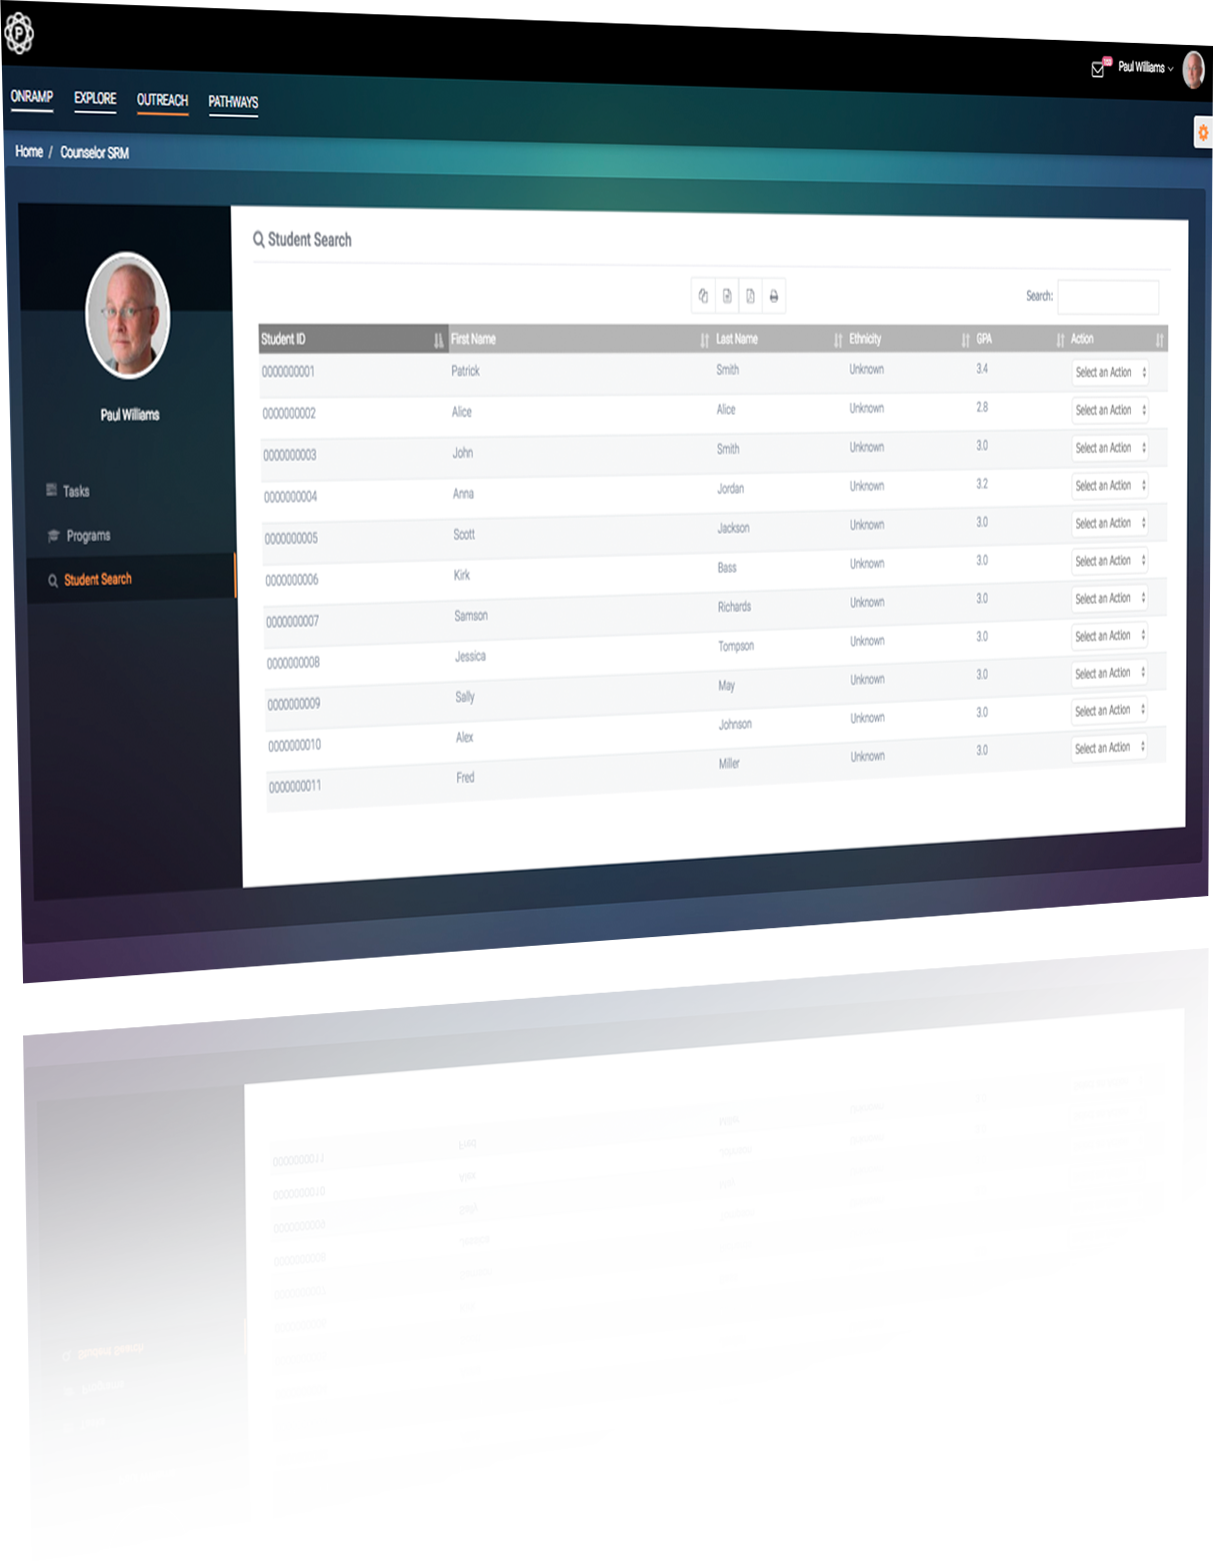 P
Paul Williams
ONRAMP EXPLORE OUTREACH PATHWAYS
Home / Counselor SRM
Student Search
Search:
Paul Williams
Tasks
Programs
Student Search
Student ID First Name Last Name Ethnicity GPA Action
0000000001 Patrick Smith Unknown 3.4 Select an Action
0000000002 Alice Alice Unknown 2.8 Select an Action
0000000003 John Smith Unknown 3.0 Select an Action
0000000004 Anna Jordan Unknown 3.2 Select an Action
0000000005 Scott Jackson Unknown 3.0 Select an Action
0000000006 Kirk Bass Unknown 3.0 Select an Action
0000000007 Samson Richards Unknown 3.0 Select an Action
0000000008 Jessica Tompson Unknown 3.0 Select an Action
0000000009 Sally May Unknown 3.0 Select an Action
0000000010 Alex Johnson Unknown 3.0 Select an Action
0000000011 Fred Miller Unknown 3.0 Select an Action